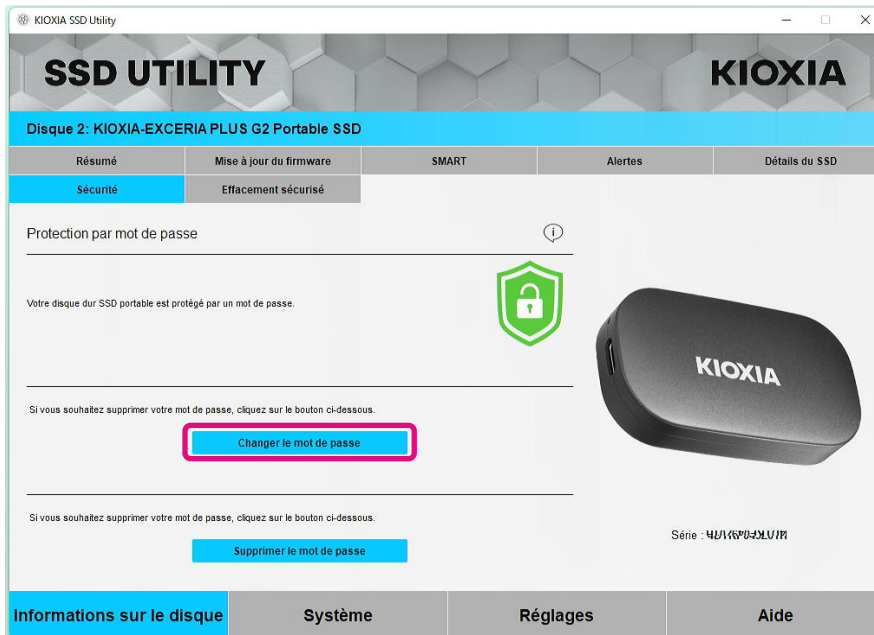 KIOXIA SSD Utility
SSD UTILITY
KIOXIA
Disque 2: KIOXIA-EXCERIA PLUS G2 Portable SSD
Résumé Mise à jour du firmware SMART Alertes Détails du SSD
Sécurité Effacement sécurisé
Protection par mot de passe
Votre disque dur SSD portable est protégé par un mot de passe.
KIOXIA
Si vous souhaitez supprimer votre mot de passe, cliquez sur le bouton ci-dessous.
Changer le mot de passe
Si vous souhaitez supprimer votre mot de passe, cliquez sur le bouton ci-dessous.
Série :
Supprimer le mot de passe
Informations sur le disque Système Réglages Aide